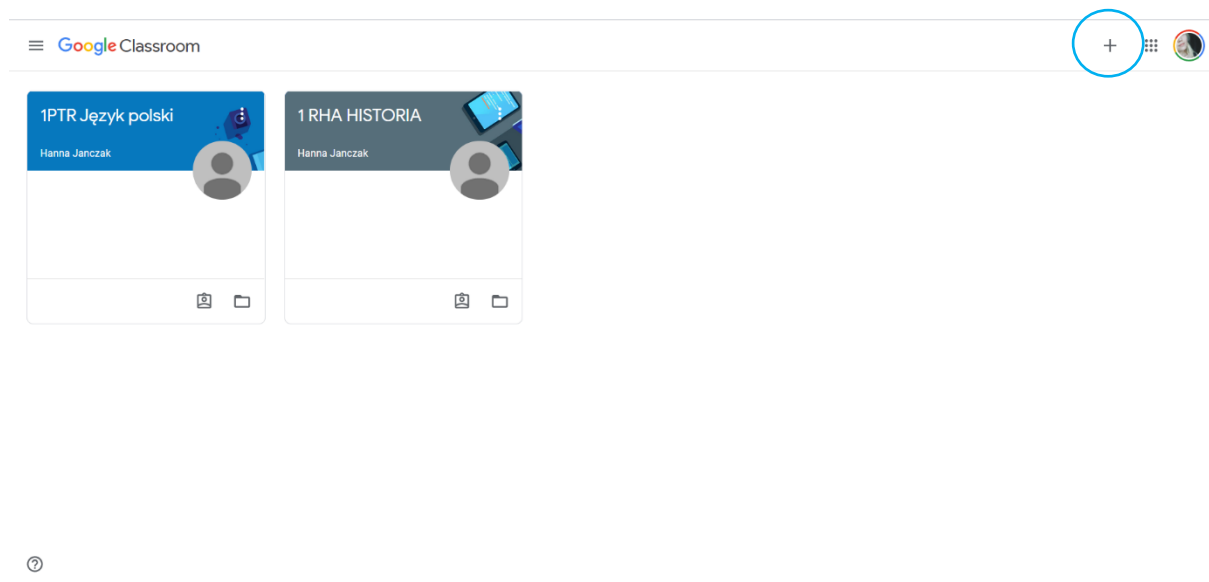 Google Classroom
1PTR Język polski
Hanna Janczak
1 RHA HISTORIA
Hanna Janczak